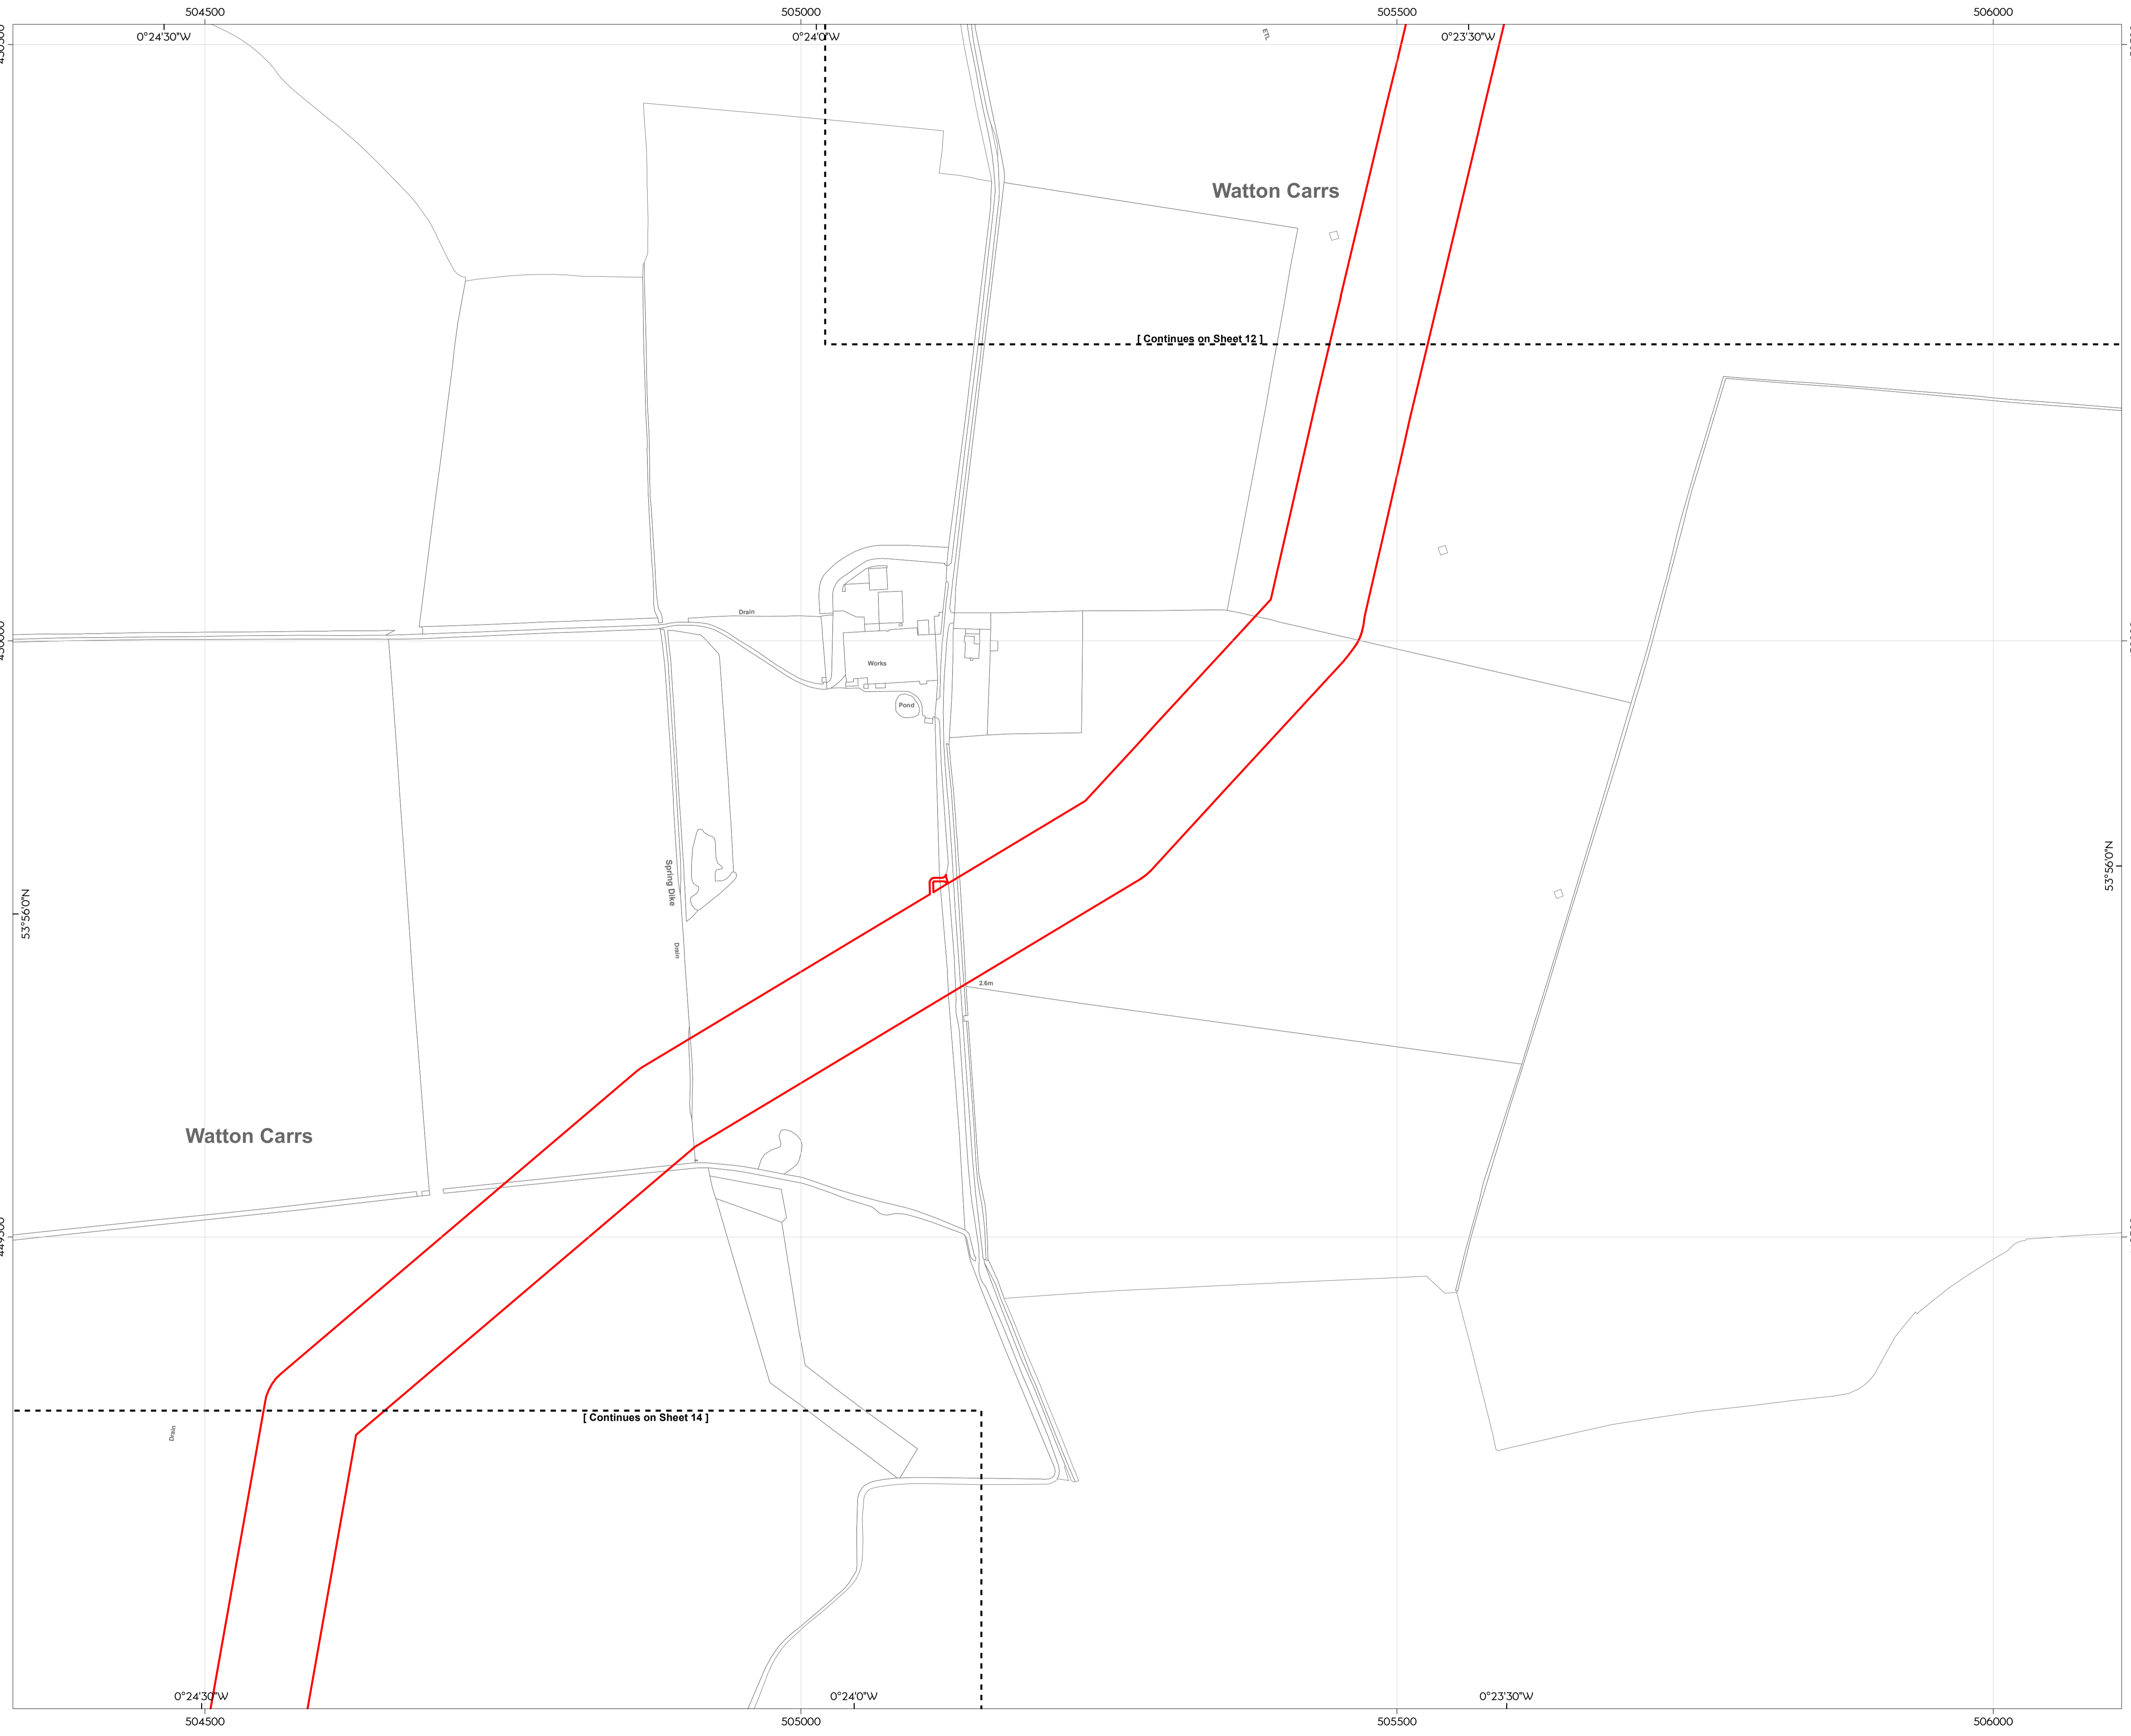 504500 505000 505500 506000
0°24'30"W 0°24'0"W 0°23'30"W
ETL
Watton Carrs
[ Continues on Sheet 12 ]
Drain
Works
Pond
Spring Dike
53°56'0"N
53°56'0"N
Drain
2.6m
Watton Carrs
[ Continues on Sheet 14 ]
Drain
0°24'30"W 0°24'0"W 0°23'30"W
504500 505000 505500 506000